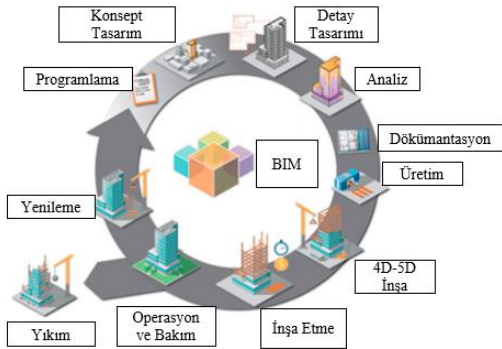 Konsept
Tasarım
Detay
Tasarımı
Programlama
Analiz
Dökümantasyon
BIM
Üretim
Yenileme
4D-5D
İnşa
Yıkım
Operasyon
ve Bakım
İnşa Etme